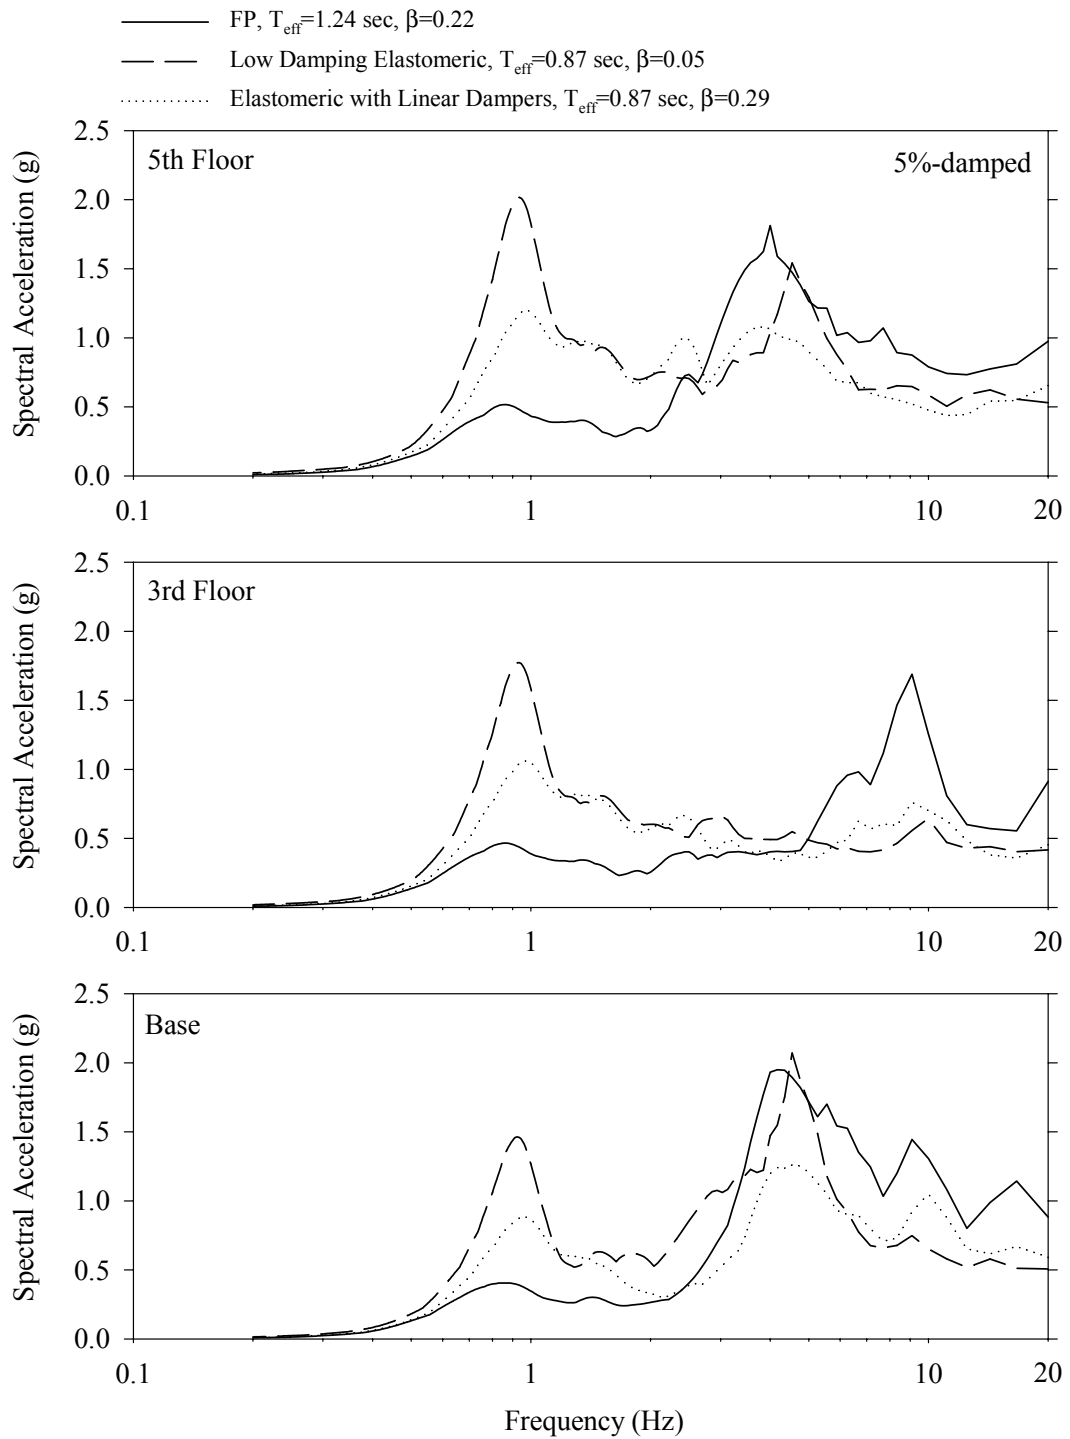 FP, Teff=1.24 sec, β=0.22
Low Damping Elastomeric, Teff=0.87 sec, β=0.05
Elastomeric with Linear Dampers, Teff=0.87 sec, β=0.29
5th Floor
5%-damped
Spectral Acceleration (g)
2.5
2.0
1.5
1.0
0.5
0.0
0.1
1
10
20
3rd Floor
Spectral Acceleration (g)
2.5
2.0
1.5
1.0
0.5
0.0
0.1
1
10
20
Base
Spectral Acceleration (g)
2.5
2.0
1.5
1.0
0.5
0.0
0.1
1
10
20
Frequency (Hz)